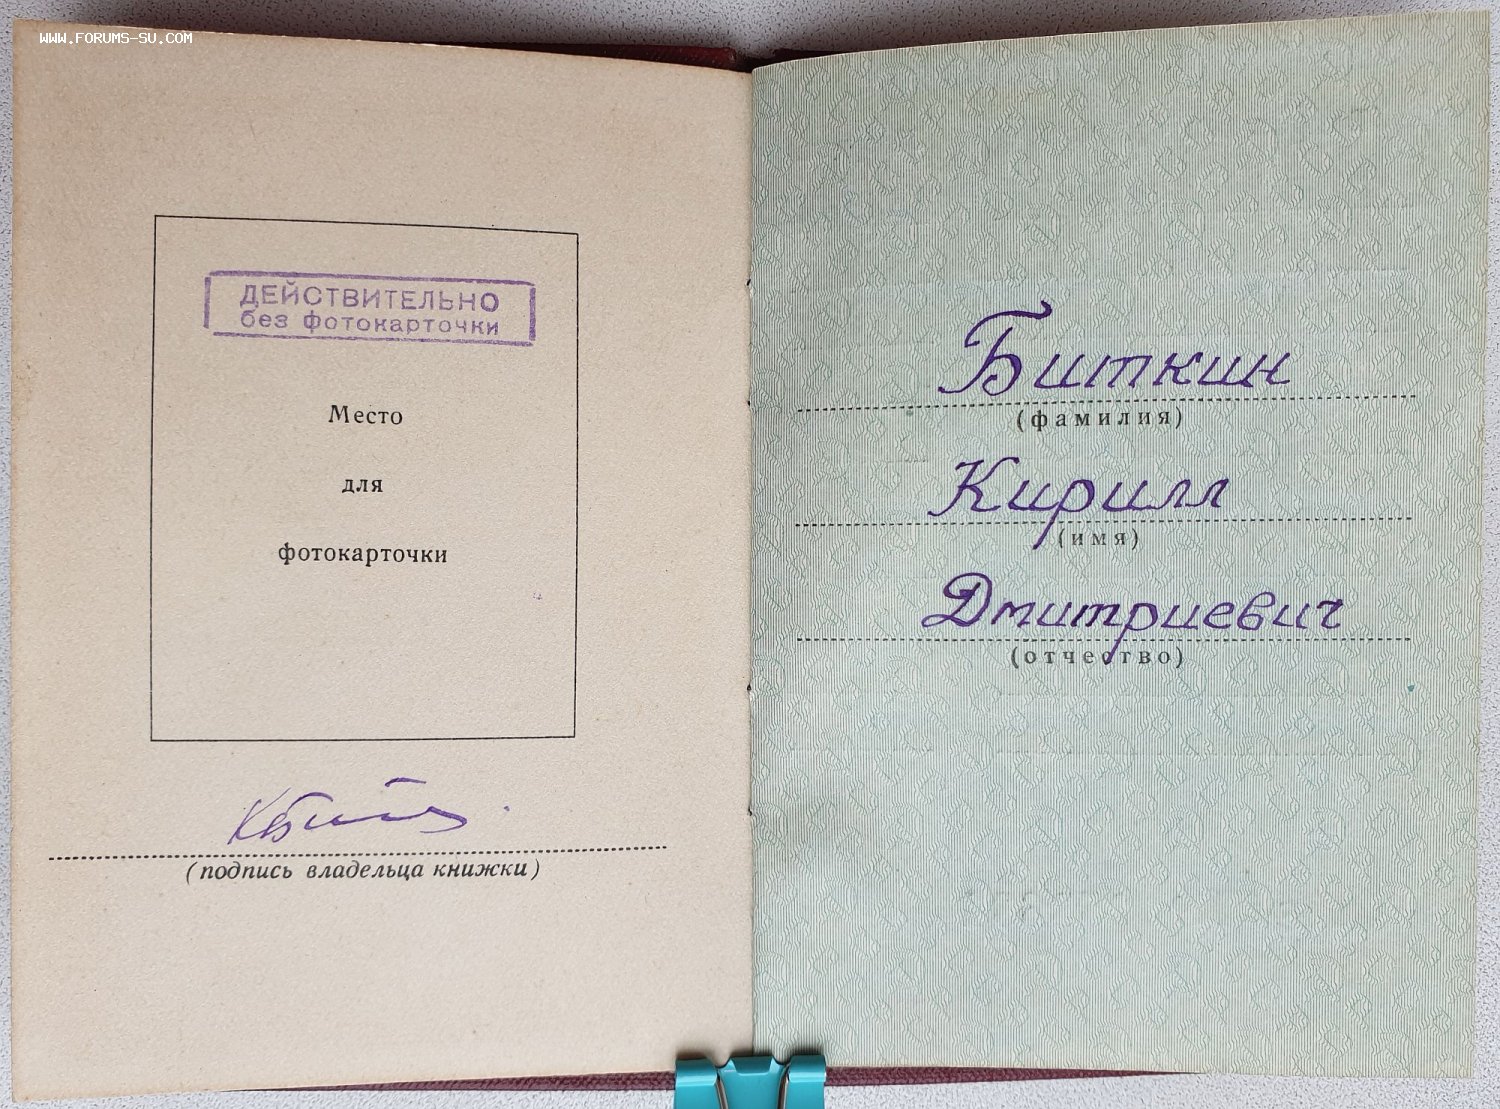 WWW.FORUMS-SU.COM
ДЕЙСТВИТЕЛЬНО
без фотокарточки
Место
для
фотокарточки
(подпись владельца книжки)
Биткин
(фамилия)
Кирилл
(имя)
Дмитриевич
(отчество)